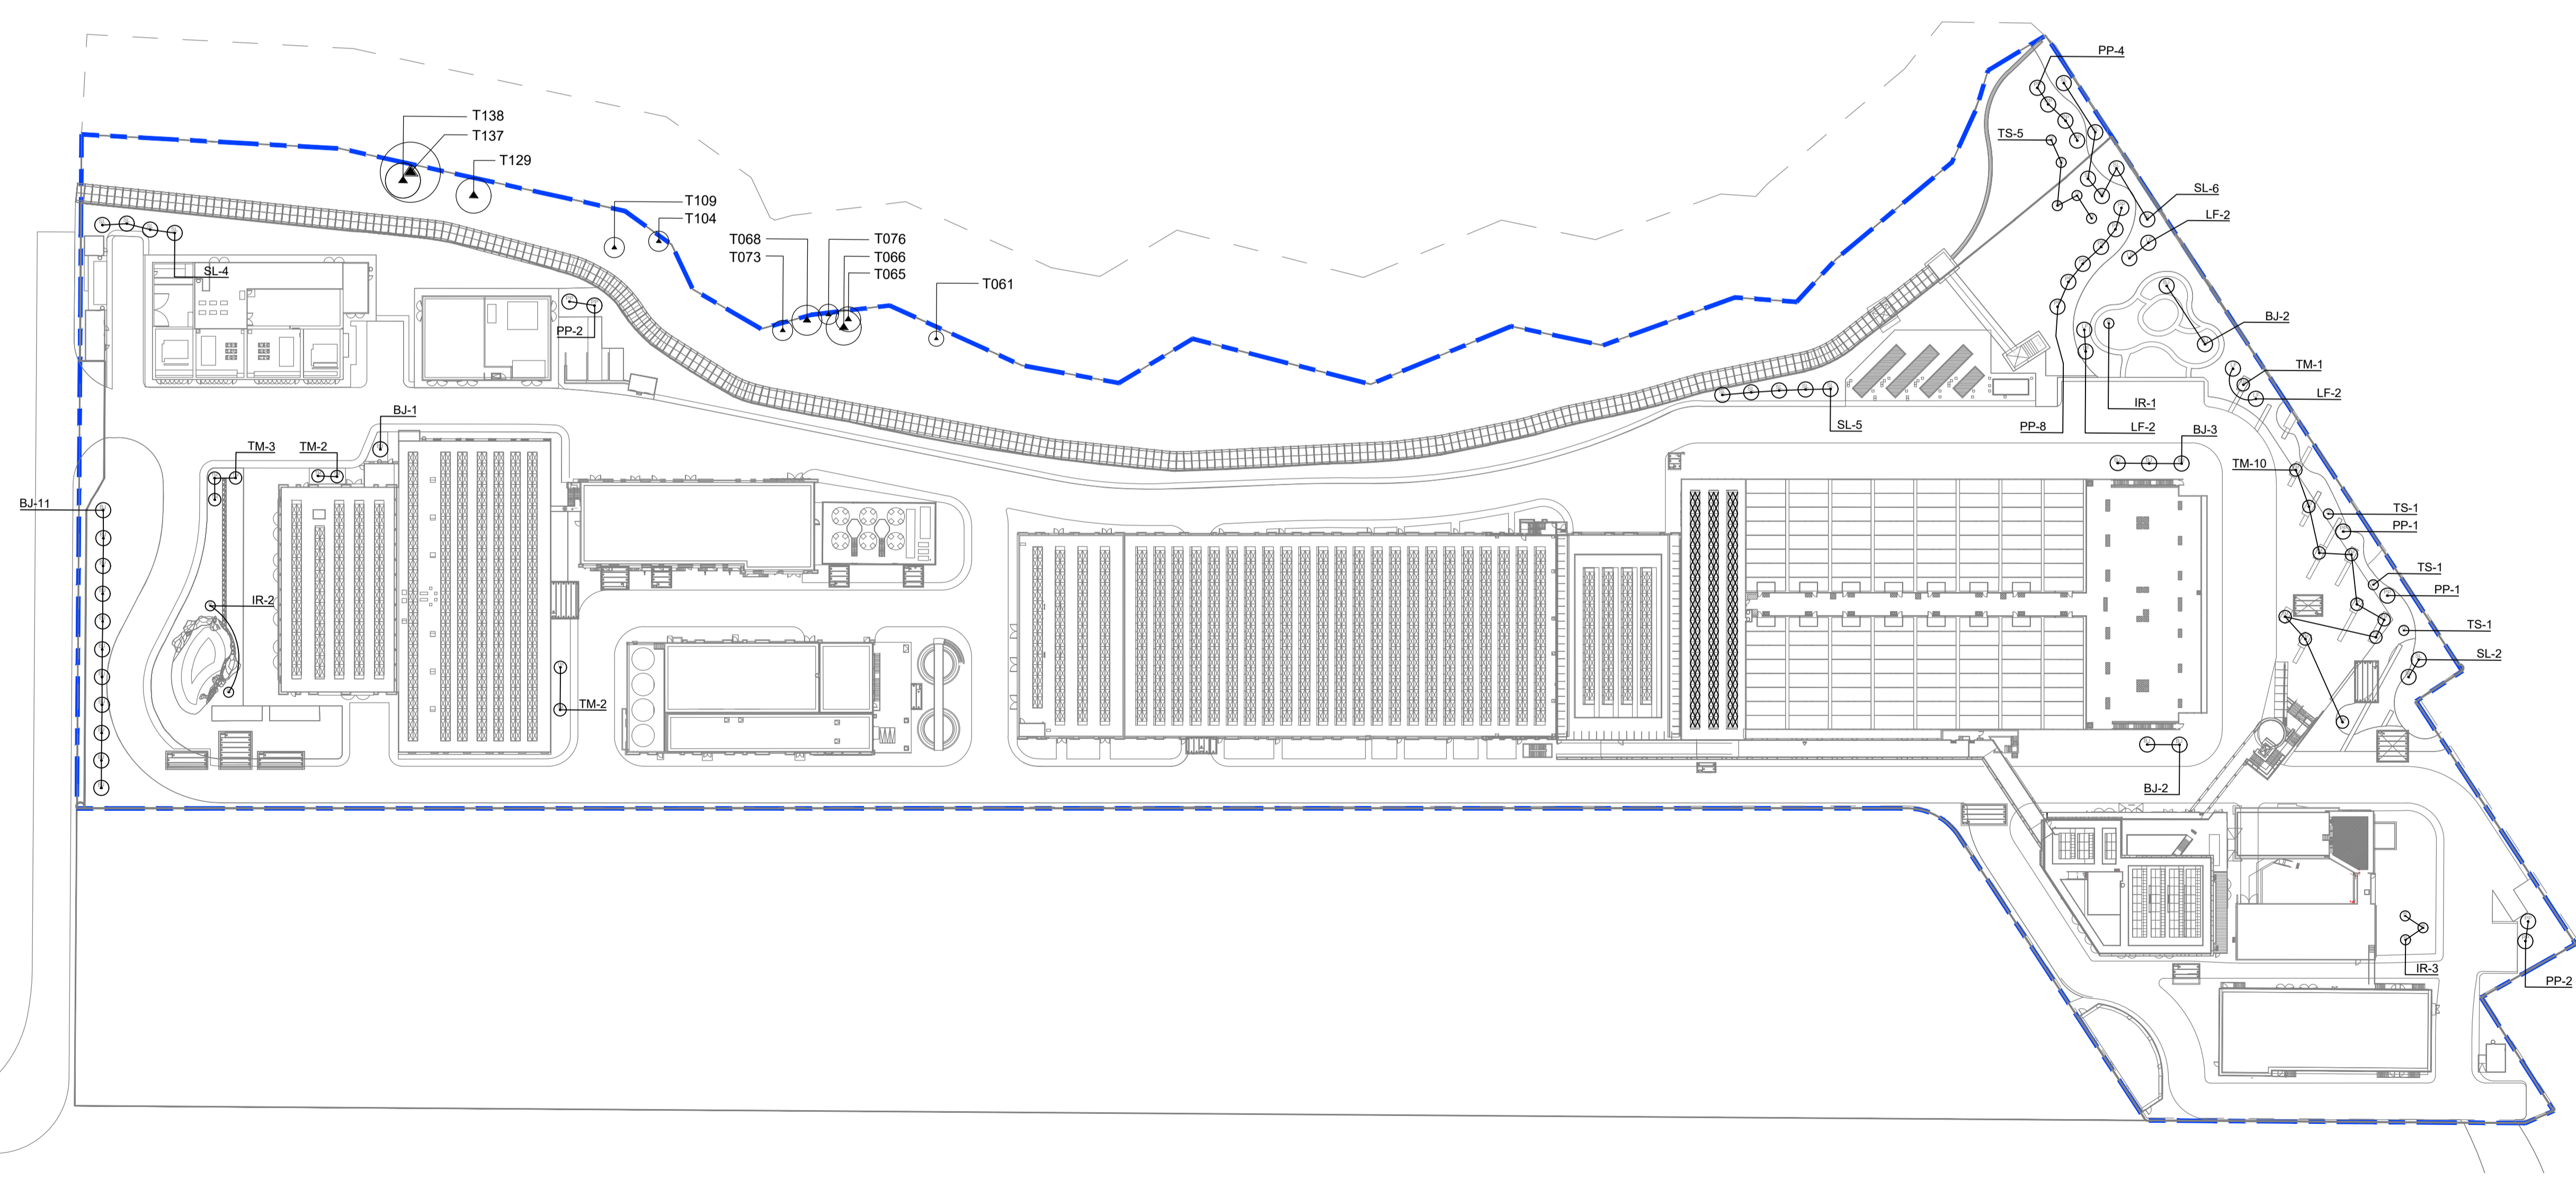 PP-4
T138
T137
TS-5
T129
SL-6
T109
LF-2
T104
T068
T076
T073
T066
SL-4
T065
T061
BJ-2
PP-2
TM-1
LF-2
IR-1
BJ-1
SL-5
PP-8
LF-2
BJ-3
TM-3
TM-2
TM-10
BJ-11
TS-1
PP-1
TS-1
PP-1
IR-2
TS-1
SL-2
TM-2
BJ-2
IR-3
PP-2